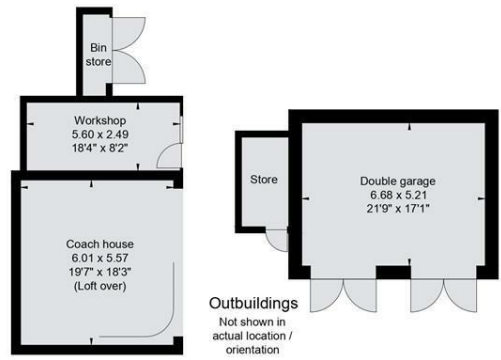 Bin
store
Workshop
5.60 x 2.49
18'4" x 8'2"
Coach house
6.01 x 5.57
19'7" x 18'3"
(Loft over)
Store
Double garage
6.68 x 5.21
21'9" x 17'1"
Outbuildings
Not shown in
actual location /
orientation